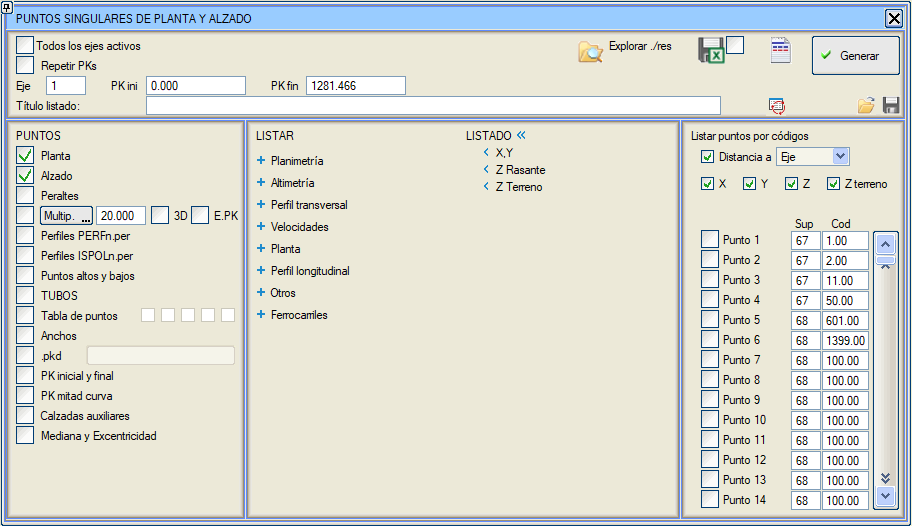 PUNTOS SINGULARES DE PLANTA Y ALZADO
Todos los ejes activos
Explorar ./res
Generar
Repetir PKs
Eje 1 PK ini 0.000 PK fin 1281.466
Título listado:
PUNTOS
Planta
Alzado
Peraltes
Multip. ... 20.000 3D E.PK
Perfiles PERFn.per
Perfiles ISPOLn.per
Puntos altos y bajos
TUBOS
Tabla de puntos
Anchos
.pkd
PK inicial y final
PK mitad curva
Calzadas auxiliares
Mediana y Excentricidad
LISTAR
+ Planimetría
+ Altimetría
+ Perfil transversal
+ Velocidades
+ Planta
+ Perfil longitudinal
+ Otros
+ Ferrocarriles
LISTADO «
< X,Y
< Z Rasante
< Z Terreno
Listar puntos por códigos
Distancia a Eje
X Y Z Z terreno
Sup Cod
Punto 1 67 1.00
Punto 2 67 2.00
Punto 3 67 11.00
Punto 4 67 50.00
Punto 5 68 601.00
Punto 6 68 1399.00
Punto 7 68 100.00
Punto 8 68 100.00
Punto 9 68 100.00
Punto 10 68 100.00
Punto 11 68 100.00
Punto 12 68 100.00
Punto 13 68 100.00
Punto 14 68 100.00